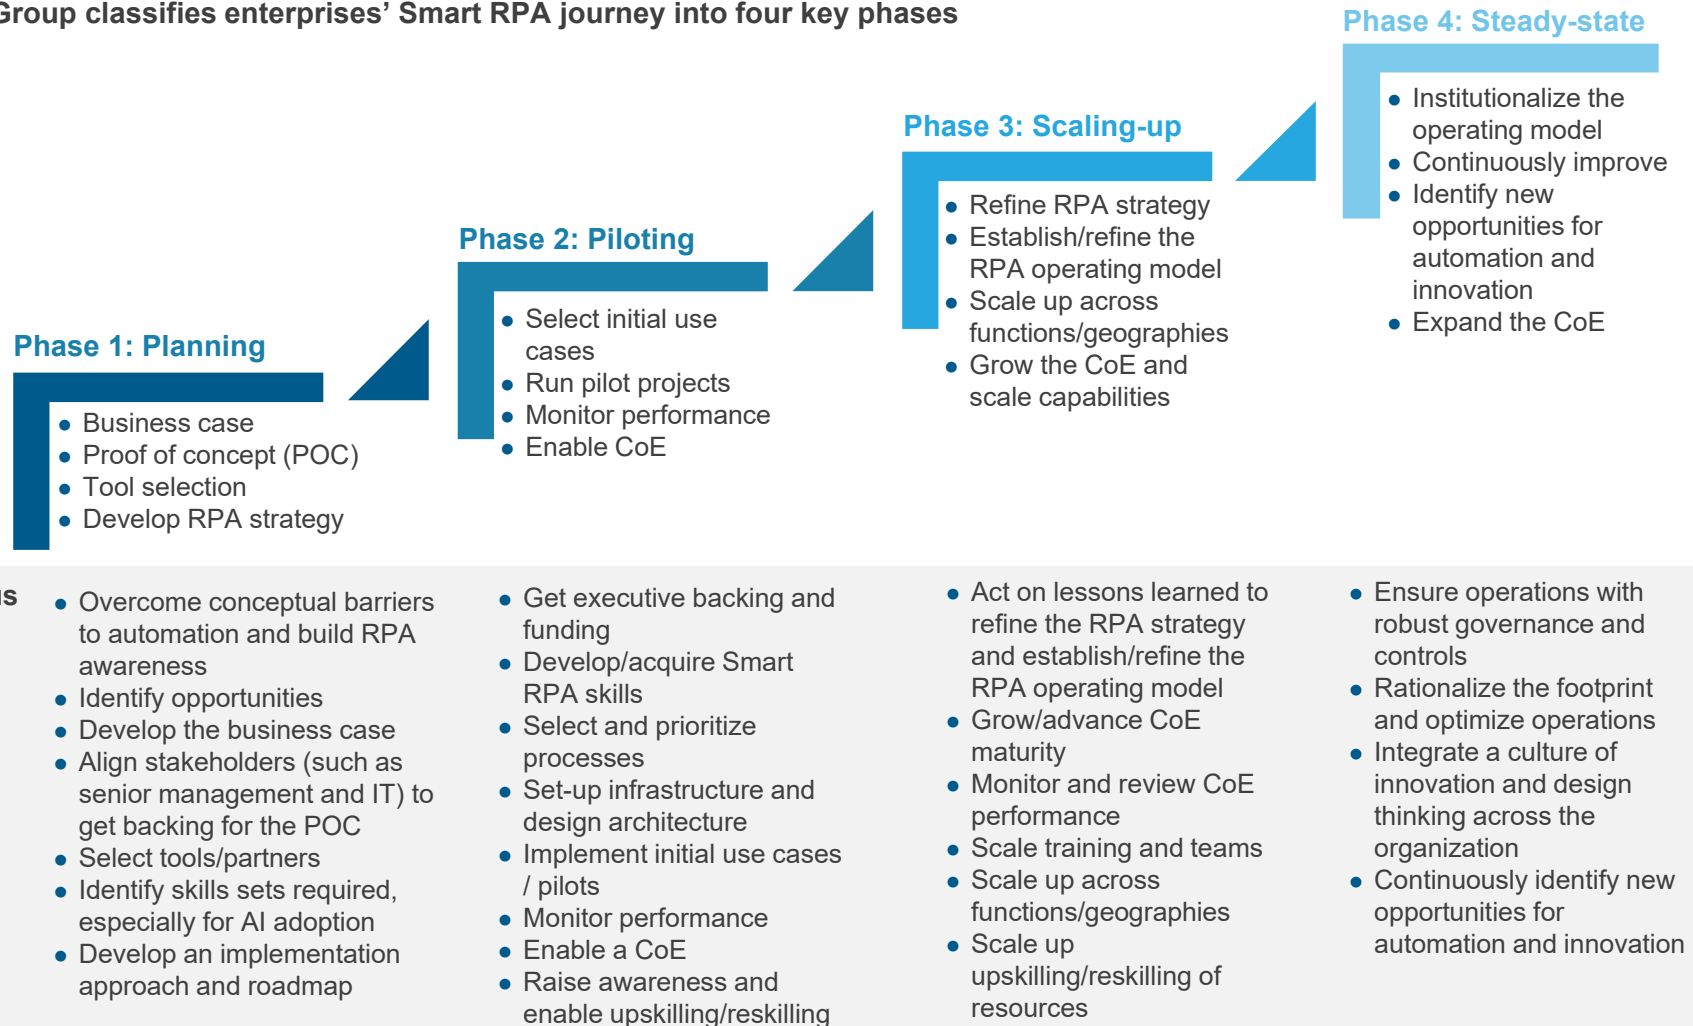 Group classifies enterprises’ Smart RPA journey into four key phases
Phase 4: Steady-state
Institutionalize the
operating model
Continuously improve
Identify new
opportunities for
automation and
innovation
Expand the CoE
Phase 3: Scaling-up
Refine RPA strategy
Establish/refine the
RPA operating model
Scale up across
functions/geographies
Grow the CoE and
scale capabilities
Phase 2: Piloting
Select initial use
cases
Run pilot projects
Monitor performance
Enable CoE
Phase 1: Planning
Business case
Proof of concept (POC)
Tool selection
Develop RPA strategy
Overcome conceptual barriers
to automation and build RPA
awareness
Identify opportunities
Develop the business case
Align stakeholders (such as
senior management and IT) to
get backing for the POC
Select tools/partners
Identify skills sets required,
especially for AI adoption
Develop an implementation
approach and roadmap
Get executive backing and
funding
Develop/acquire Smart
RPA skills
Select and prioritize
processes
Set-up infrastructure and
design architecture
Implement initial use cases
/ pilots
Monitor performance
Enable a CoE
Raise awareness and
enable upskilling/reskilling
Act on lessons learned to
refine the RPA strategy
and establish/refine the
RPA operating model
Grow/advance CoE
maturity
Monitor and review CoE
performance
Scale training and teams
Scale up across
functions/geographies
Scale up
upskilling/reskilling of
resources
Ensure operations with
robust governance and
controls
Rationalize the footprint
and optimize operations
Integrate a culture of
innovation and design
thinking across the
organization
Continuously identify new
opportunities for
automation and innovation